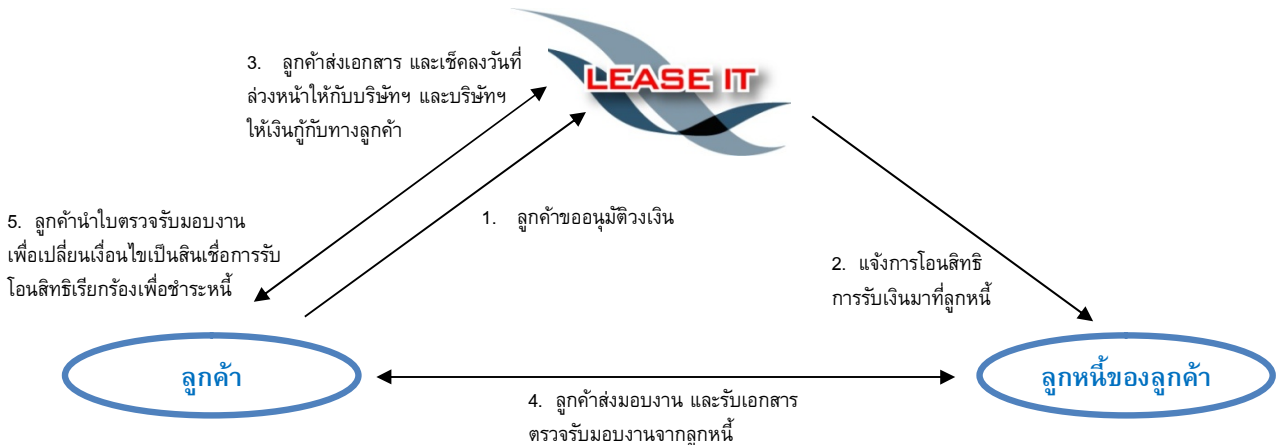 LEASE IT
3. ลูกค้าส่งเอกสาร และเช็คลงวันที่
ล่วงหน้าให้กับบริษัทฯ และบริษัทฯ
ให้เงินกู้กับทางลูกค้า
1. ลูกค้าขออนุมัติวงเงิน
5. ลูกค้านำใบตรวจรับมอบงาน
เพื่อเปลี่ยนเงื่อนไขเป็นสินเชื่อการรับ
โอนสิทธิเรียกร้องเพื่อชำระหนี้
2. แจ้งการโอนสิทธิ
การรับเงินมาที่ลูกหนี้
ลูกค้า
ลูกหนี้ของลูกค้า
4. ลูกค้าส่งมอบงาน และรับเอกสาร
ตรวจรับมอบงานจากลูกหนี้